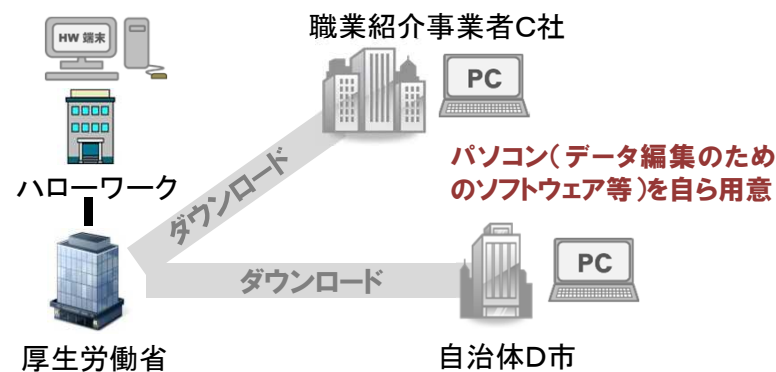 HW 端末
職業紹介事業者C社
PC
パソコン(データ編集のため
のソフトウェア等)を自ら用意
ハローワーク
ダウンロード
ダウンロード
PC
厚生労働省
自治体D市